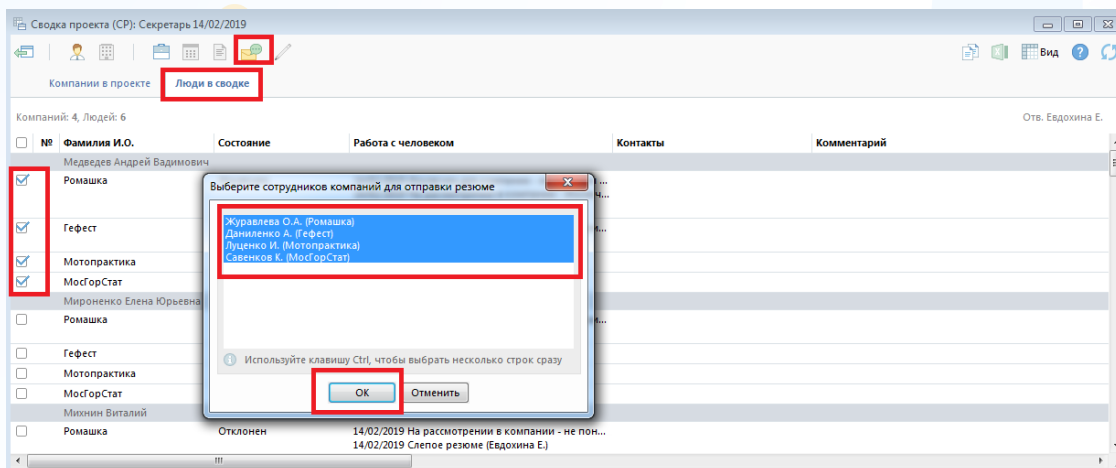 Сводка проекта (СР): Секретарь 14/02/2019
Вид
Компании в проекте Люди в сводке
Компаний: 4, Людей: 6 Отв. Евдохина Е.
№ Фамилия И.О. Состояние Работа с человеком Контакты Комментарий
Медведев Андрей Вадимович
Ромашка
Выберите сотрудников компаний для отправки резюме
Журавлева О.А. (Ромашка)
Гефест
Даниленко А. (Гефест)
Луценко И. (Мотопрактика)
Савенков К. (МосГорСтат)
Мотопрактика
МосГорСтат
Мироненко Елена Юрьевна
Ромашка
Гефест
Используйте клавишу Ctrl, чтобы выбрать несколько строк сразу
Мотопрактика
МосГорСтат
OK Отменить
Михнин Виталий
Ромашка Отклонен 14/02/2019 На рассмотрении в компании - не пон...
14/02/2019 Слепое резюме (Евдохина Е.)